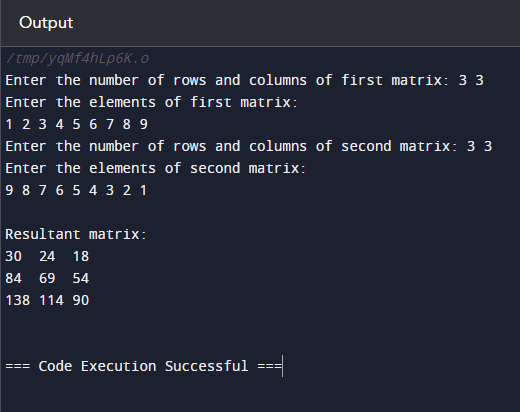 Output
/tmp/yqMf4hLp6K.o
Enter the number of rows and columns of first matrix: 3 3
Enter the elements of first matrix:
1 2 3 4 5 6 7 8 9
Enter the number of rows and columns of second matrix: 3 3
Enter the elements of second matrix:
9 8 7 6 5 4 3 2 1
Resultant matrix:
30 24 18
84 69 54
138 114 90
=== Code Execution Successful ===